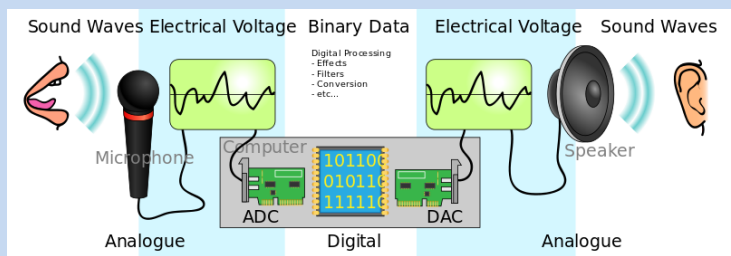 Sound Waves
Electrical Voltage
Binary Data
Electrical Voltage
Sound Waves
Digital Processing
- Effects
- Filters
- Conversion
- etc...
Microphone
Computer
Speaker
101100
010110
111110
ADC
DAC
Analogue
Digital
Analogue